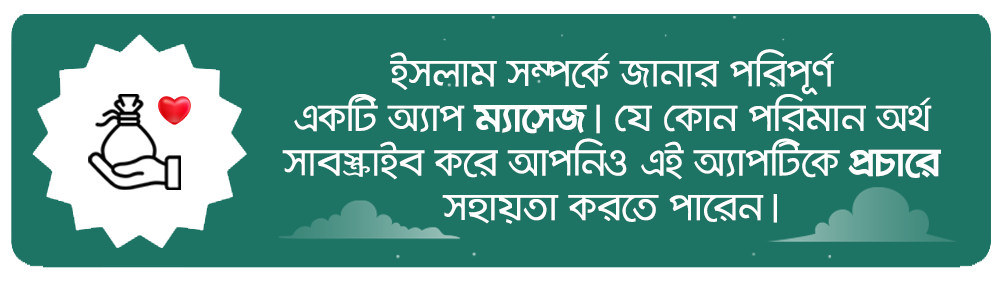 ইসলাম সম্পর্কে জানার পরিপূর্ণ
একটি অ্যাপ ম্যাসেজ। যে কোন পরিমান অর্থ
সাবস্ক্রাইব করে আপনিও এই অ্যাপটিকে প্রচারে
সহায়তা করতে পারেন।